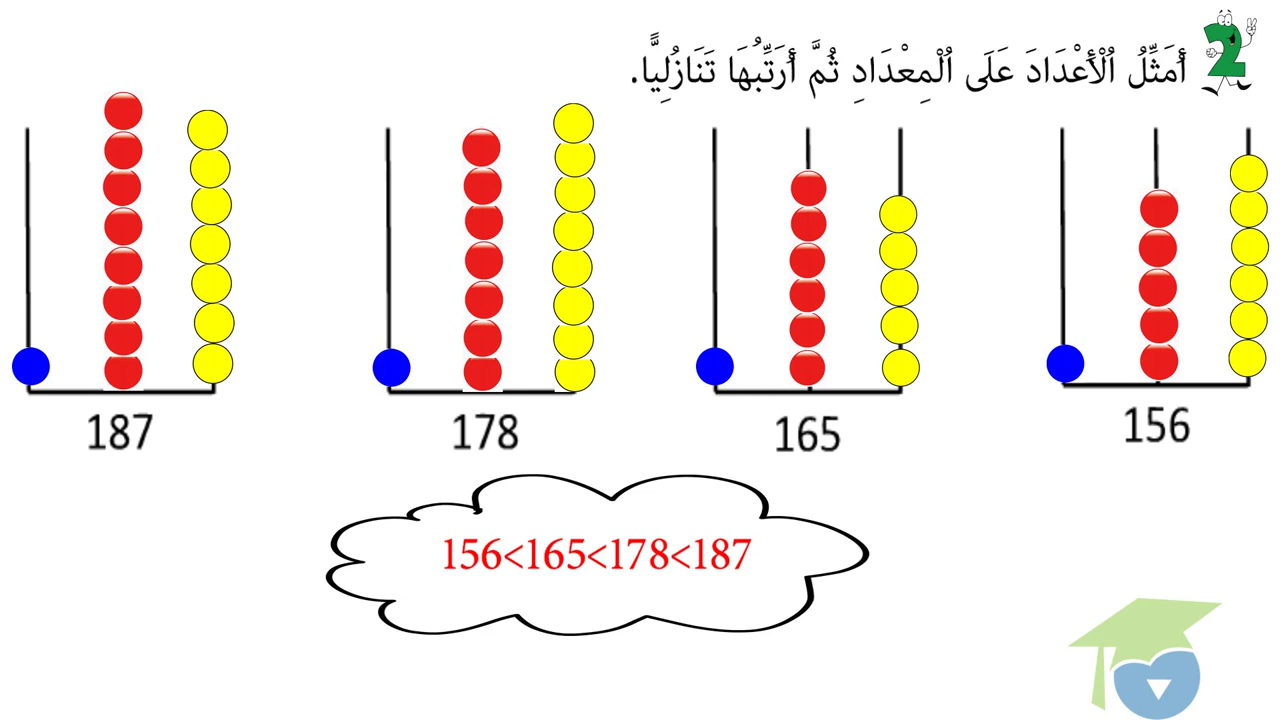 2 أُمَثِّلُ ٱلْأَعْدَادَ عَلَى ٱلْمِعْدَادِ ثُمَّ أُرَتِّبُهَا تَنَازُلِيًّا.
187 178 165 156
156<165<178<187